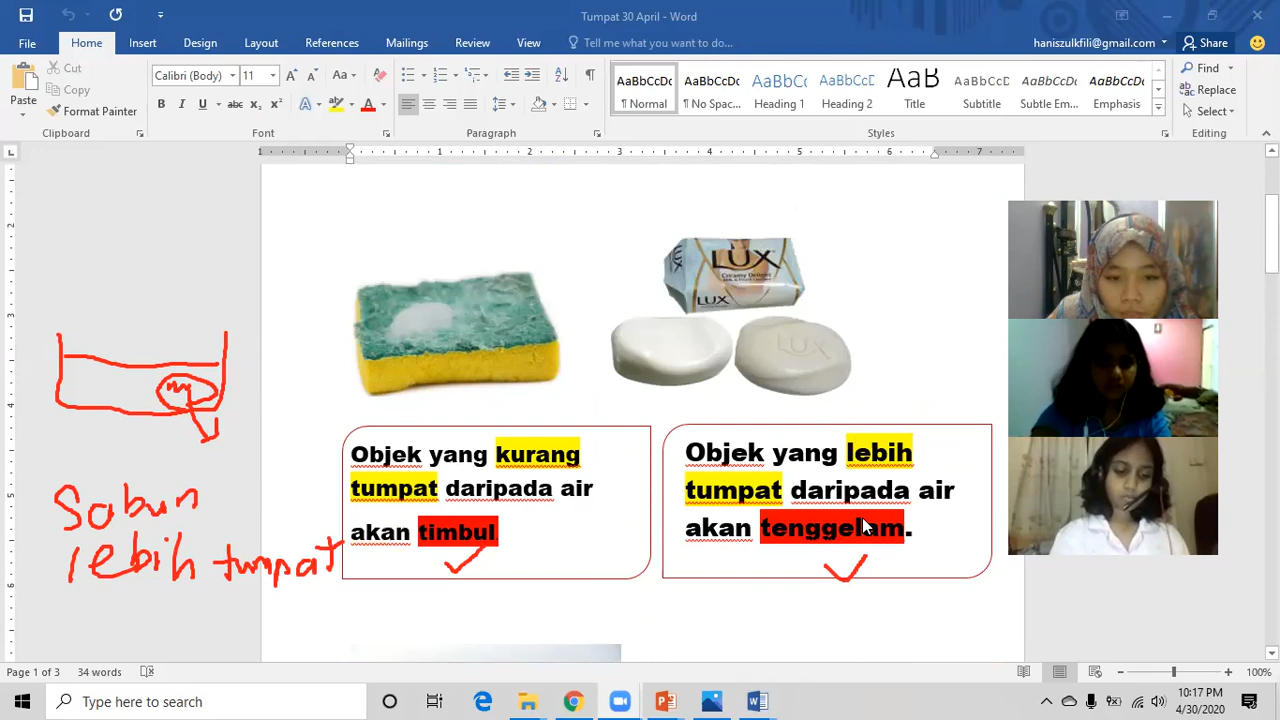 Tumpat 30 April - Word
haniszulkfili@gmail.com
Share
File
Home
Insert
Design
Layout
References
Mailings
Review
View
Tell me what you want to do...
Paste
Cut
Copy
Format Painter
Clipboard
Calibri (Body)
11
Font
Paragraph
AaBbCcDc
¶ Normal
AaBbCcDc
¶ No Spac...
AaBbCc
Heading 1
AaBbCcD
Heading 2
AaB
Title
AaBbCcD
Subtitle
AaBbCcDc
Subtle Em...
AaBbCcDc
Emphasis
Styles
Find
Replace
Select
Editing
LUX
LUX
Creamy Delight
LUX
LUX
Objek yang kurang
tumpat daripada air
akan timbul
Objek yang lebih
tumpat daripada air
akan tenggelam.
Sabun
lebih tumpat
Page 1 of 3
34 words
100%
Type here to search
10:17 PM
4/30/2020